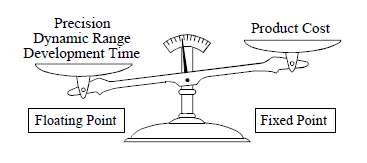 Precision
Dynamic Range
Development Time
Product Cost
Floating Point
Fixed Point